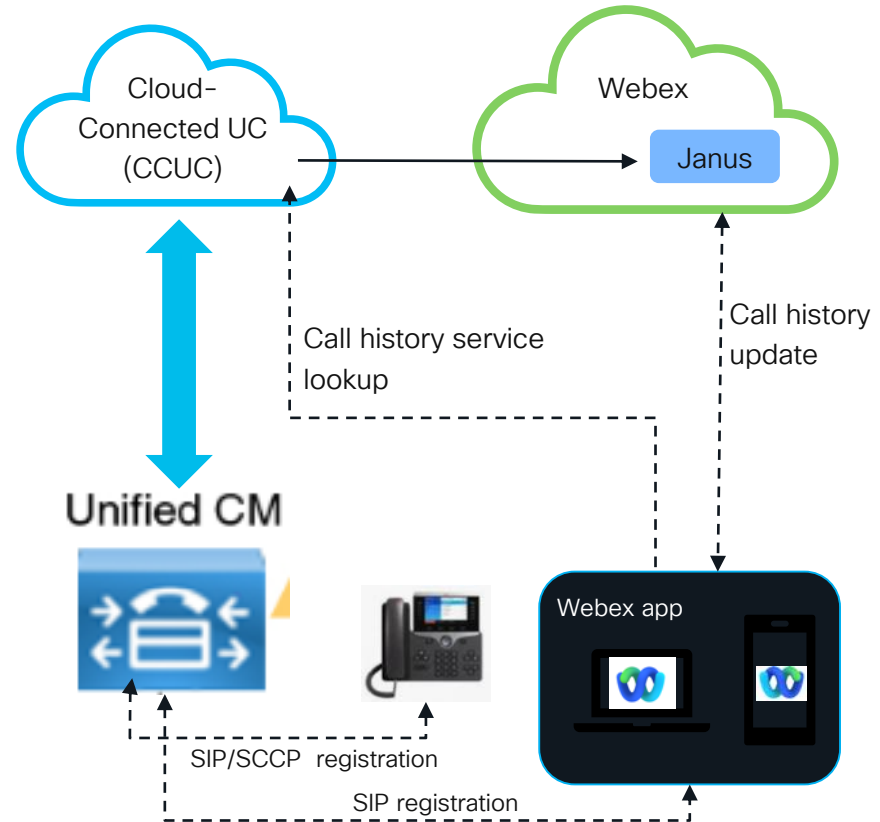 Cloud-
Connected UC
(CCUC)
Webex
Janus
Call history service
lookup
Call history
update
Unified CM
Webex app
SIP/SCCP registration
SIP registration